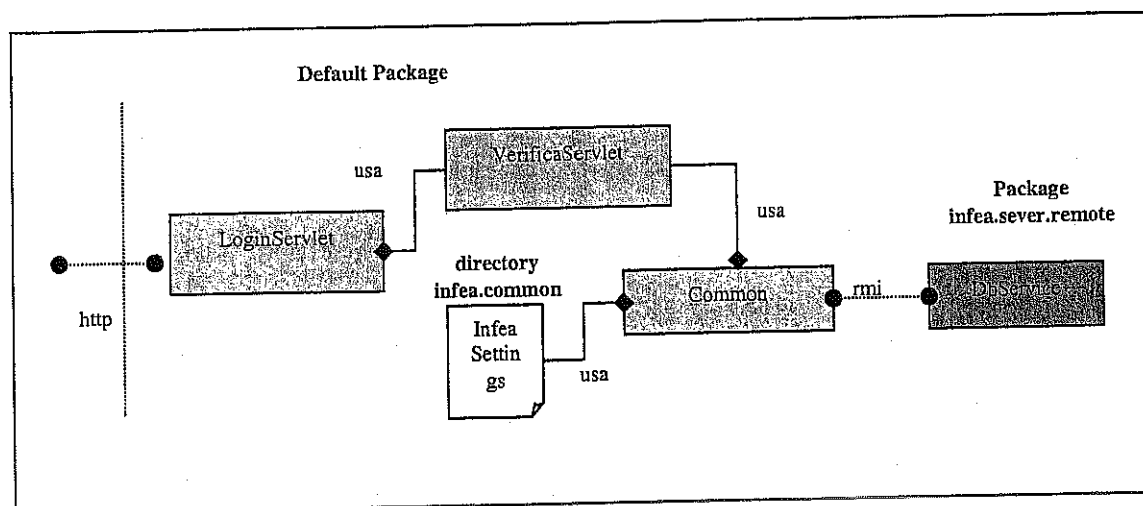 Default Package
VerificaServlet
usa
Package
infea.sever.remote
usa
LoginServlet
directory
infea.common
Common
rmi
DbService
http
Infea
Settin
gs
usa